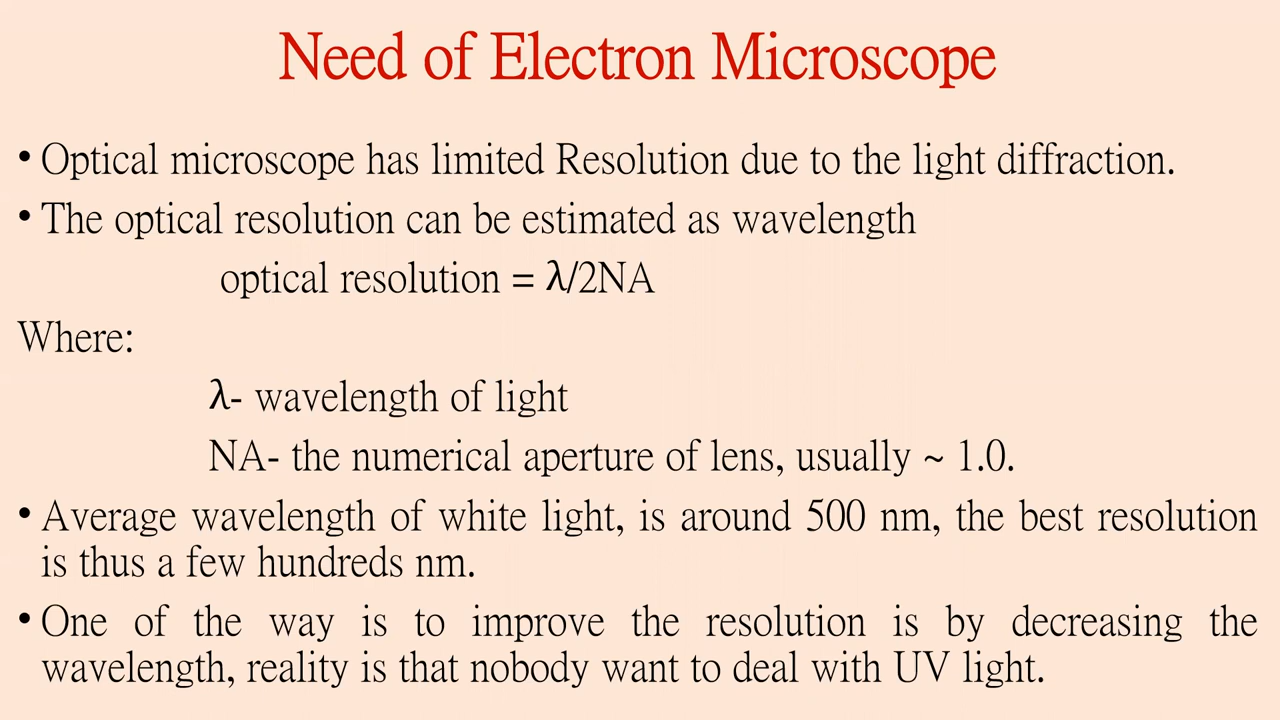 Need of Electron Microscope
• Optical microscope has limited Resolution due to the light diffraction.
• The optical resolution can be estimated as wavelength
optical resolution = λ/2NA
Where:
λ- wavelength of light
NA- the numerical aperture of lens, usually ~ 1.0.
• Average wavelength of white light, is around 500 nm, the best resolution
is thus a few hundreds nm.
• One of the way is to improve the resolution is by decreasing the
wavelength, reality is that nobody want to deal with UV light.